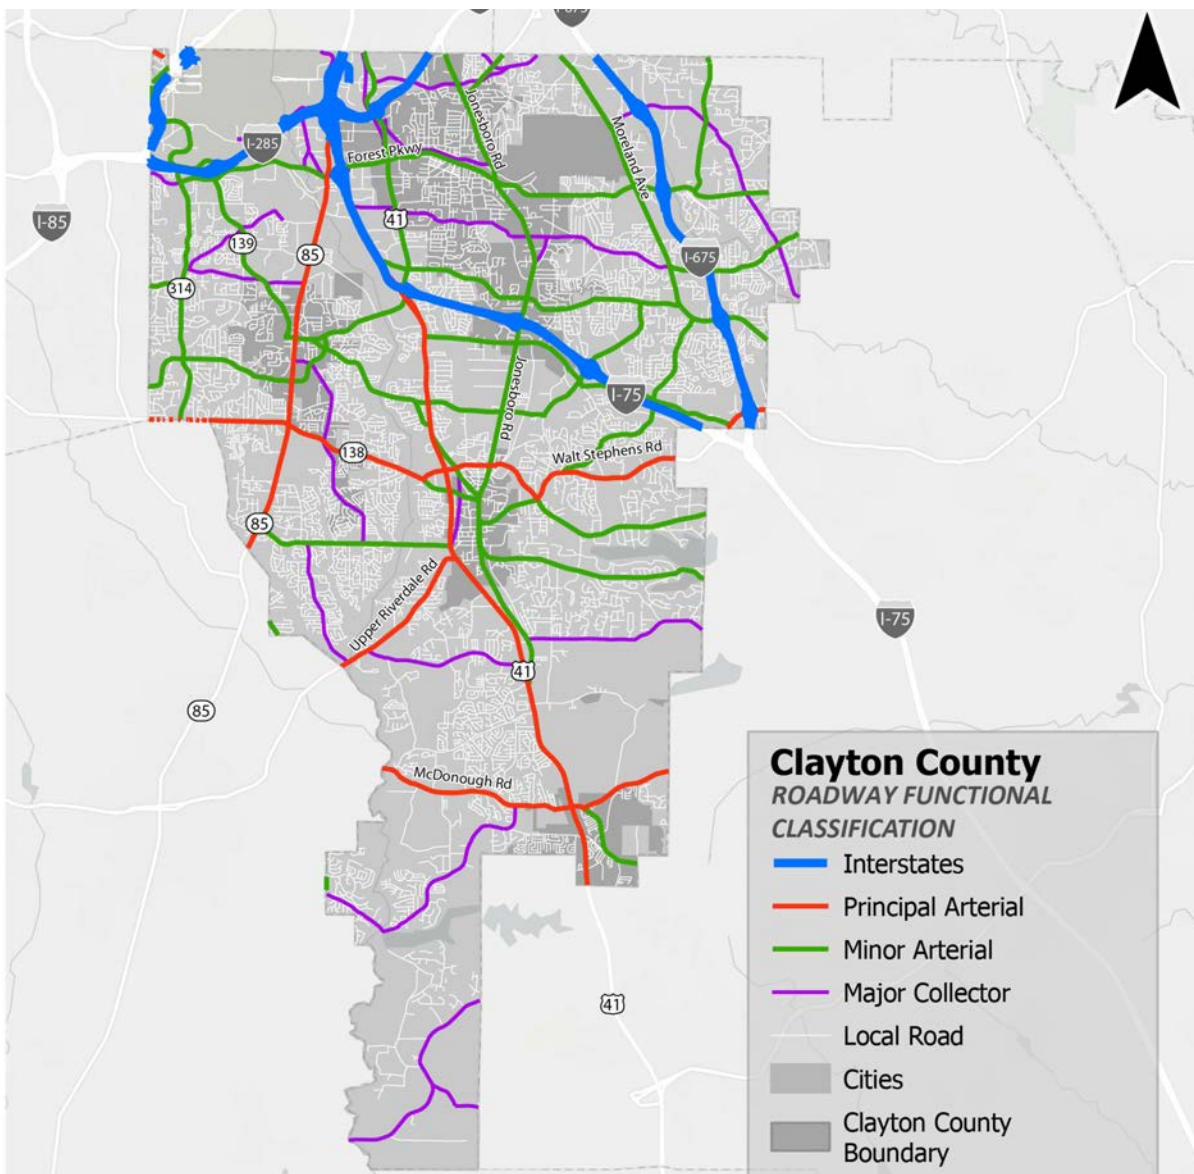 I-675
I-285
Forest Pkwy
Jonesboro Rd
Moreland Ave
I-85
41
139
85
I-675
314
Jonesboro Rd
I-75
138
Walt Stephens Rd
85
Upper Riverdale Rd
I-75
41
85
McDonough Rd
41
Clayton County
ROADWAY FUNCTIONAL
CLASSIFICATION
Interstates
Principal Arterial
Minor Arterial
Major Collector
Local Road
Cities
Clayton County
Boundary